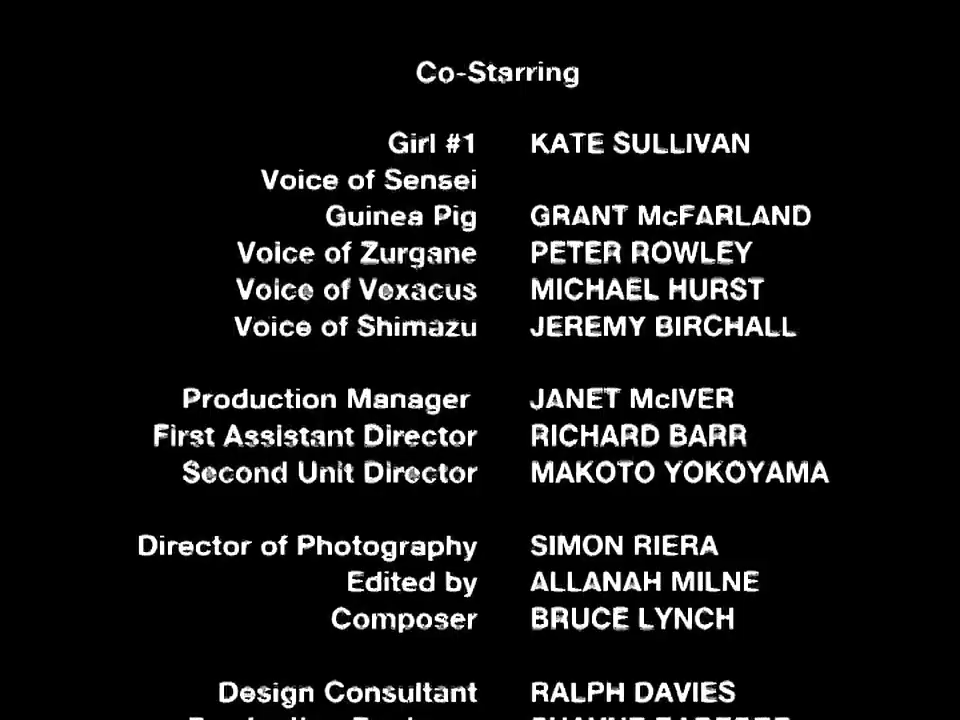 Co-Starring
Girl #1 KATE SULLIVAN
Voice of Sensei
Guinea Pig GRANT McFARLAND
Voice of Zurgane PETER ROWLEY
Voice of Voxacus MICHAEL HURST
Voice of Shimazu JEREMY BIRCHALL
Production Manager JANET McIVER
First Assistant Director RICHARD BARR
Second Unit Director MAKOTO YOKOYAMA
Director of Photography SIMON RIERA
Edited by ALLANAH MILNE
Composer BRUCE LYNCH
Design Consultant RALPH DAVIES